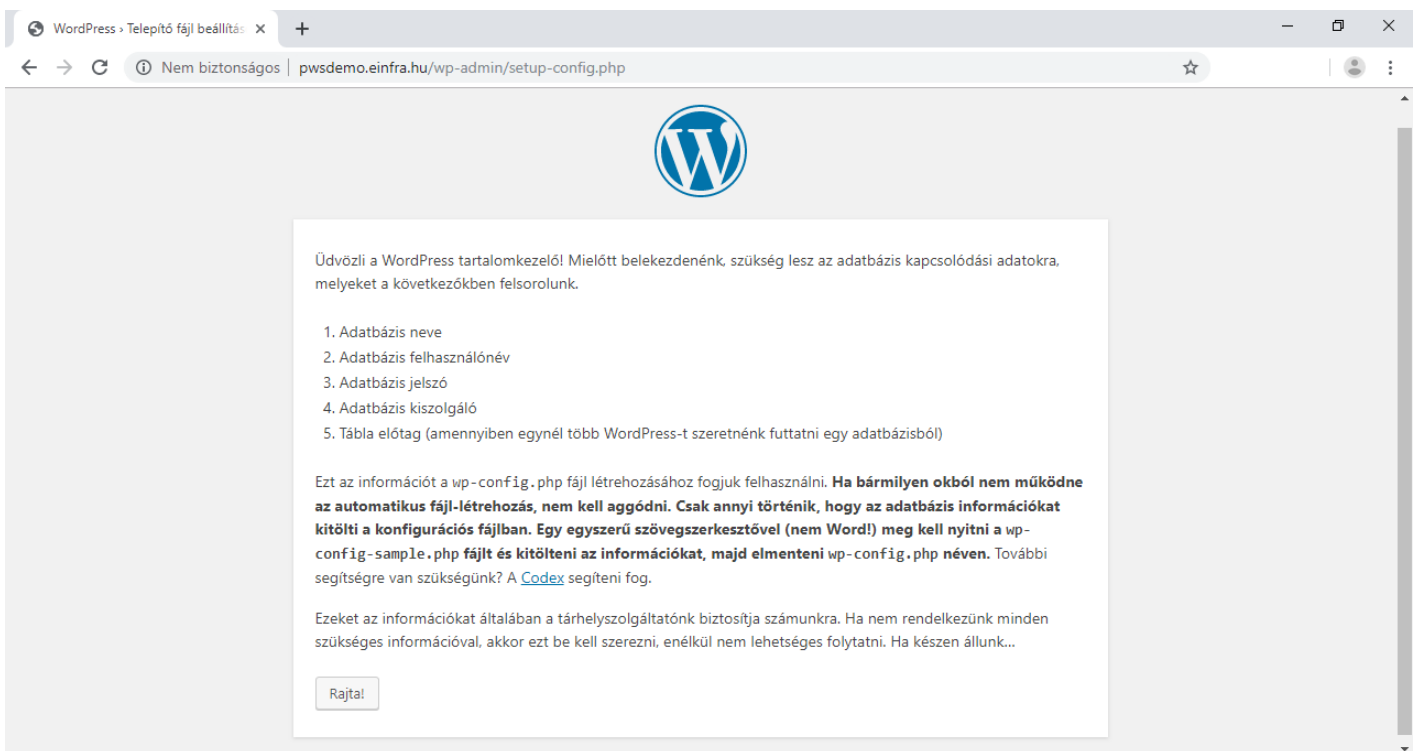 WordPress › Telepítő fájl beállítás
Nem biztonságos | pwsdemo.einfra.hu/wp-admin/setup-config.php
Üdvözli a WordPress tartalomkezelő! Mielőtt belekezdenénk, szükség lesz az adatbázis kapcsolódási adatokra,
melyeket a következőkben felsorolunk.
1. Adatbázis neve
2. Adatbázis felhasználónév
3. Adatbázis jelszó
4. Adatbázis kiszolgáló
5. Tábla előtag (amennyiben egynél több WordPress-t szeretnénk futtatni egy adatbázisból)
Ezt az információt a wp-config.php fájl létrehozásához fogjuk felhasználni. Ha bármilyen okból nem működne
az automatikus fájl-létrehozás, nem kell aggódni. Csak annyi történik, hogy az adatbázis információkat
kitölti a konfigurációs fájlban. Egy egyszerű szövegszerkesztővel (nem Word!) meg kell nyitni a wp-
config-sample.php fájlt és kitölteni az információkat, majd elmenteni wp-config.php néven. További
segítségre van szükségünk? A Codex segíteni fog.
Ezeket az információkat általában a tárhelyszolgáltatónk biztosítja számunkra. Ha nem rendelkezünk minden
szükséges információval, akkor ezt be kell szerezni, enélkül nem lehetséges folytatni. Ha készen állunk...
Rajta!